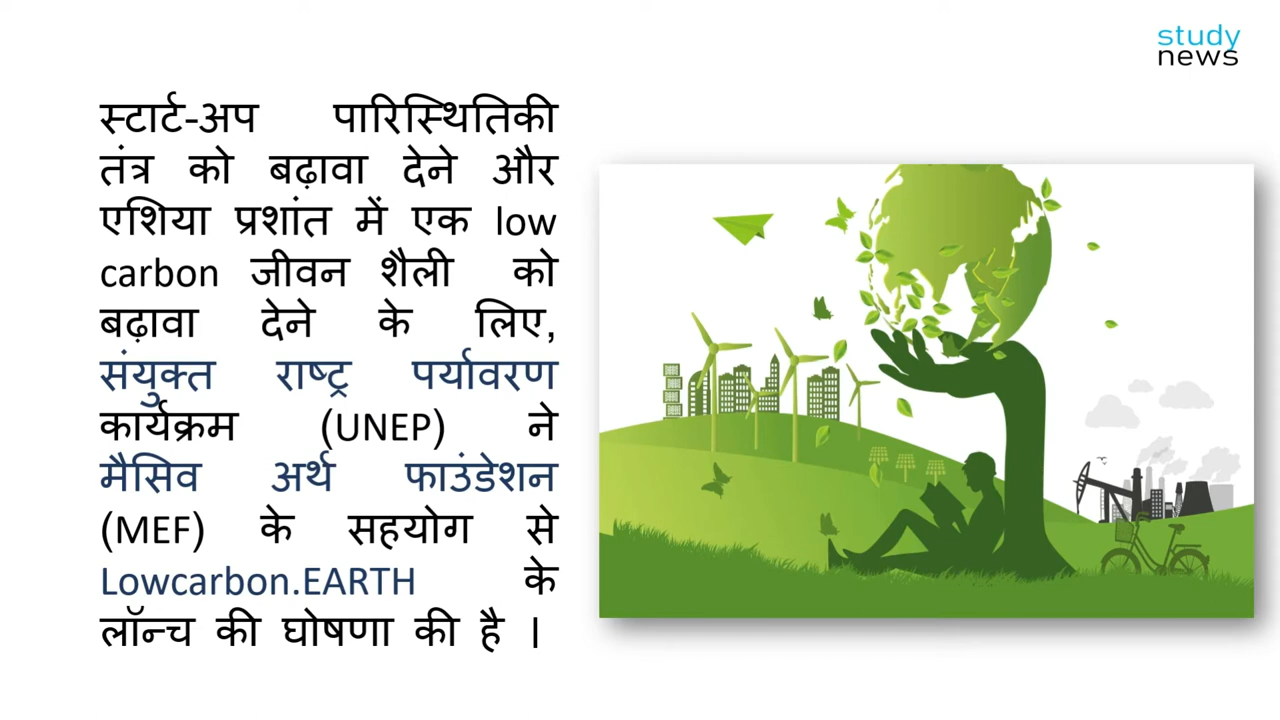 study
news
स्टार्ट-अप पारिस्थितिकी
तंत्र को बढ़ावा देने और
एशिया प्रशांत में एक low
carbon जीवन शैली को
बढ़ावा देने के लिए,
संयुक्त राष्ट्र पर्यावरण
कार्यक्रम (UNEP) ने
मैसिव अर्थ फाउंडेशन
(MEF) के सहयोग से
Lowcarbon.EARTH के
लॉन्च की घोषणा की है ।